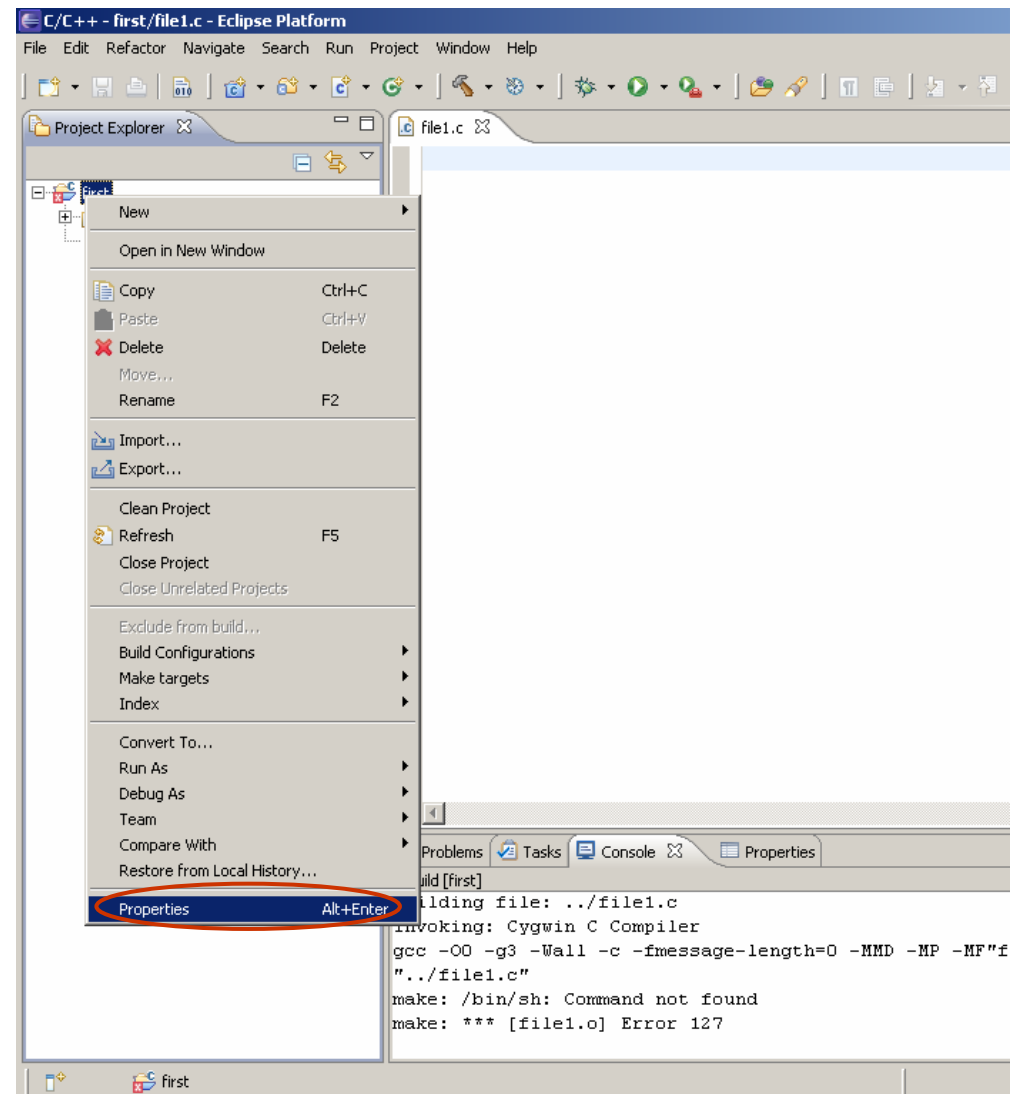 C/C++ - first/file1.c - Eclipse Platform
File Edit Refactor Navigate Search Run Project Window Help
Project Explorer
file1.c
first
New
Open in New Window
Copy Ctrl+C
Paste Ctrl+V
Delete Delete
Move...
Rename F2
Import...
Export...
Clean Project
Refresh F5
Close Project
Close Unrelated Projects
Exclude from build...
Build Configurations
Make targets
Index
Convert To...
Run As
Debug As
Team
Compare With
Restore from Local History...
Properties Alt+Enter
Problems Tasks Console Properties
uild [first]
ilding file: ../file1.c
Invoking: Cygwin C Compiler
gcc -O0 -g3 -Wall -c -fmessage-length=0 -MMD -MP -MF"f
"../file1.c"
make: /bin/sh: Command not found
make: *** [file1.o] Error 127
first